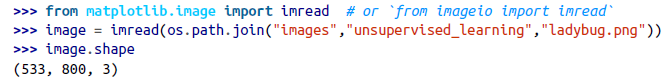 >>> from matplotlib.image import imread  # or `from imageio import imread`
>>> image = imread(os.path.join("images","unsupervised_learning","ladybug.png"))
>>> image.shape
(533, 800, 3)